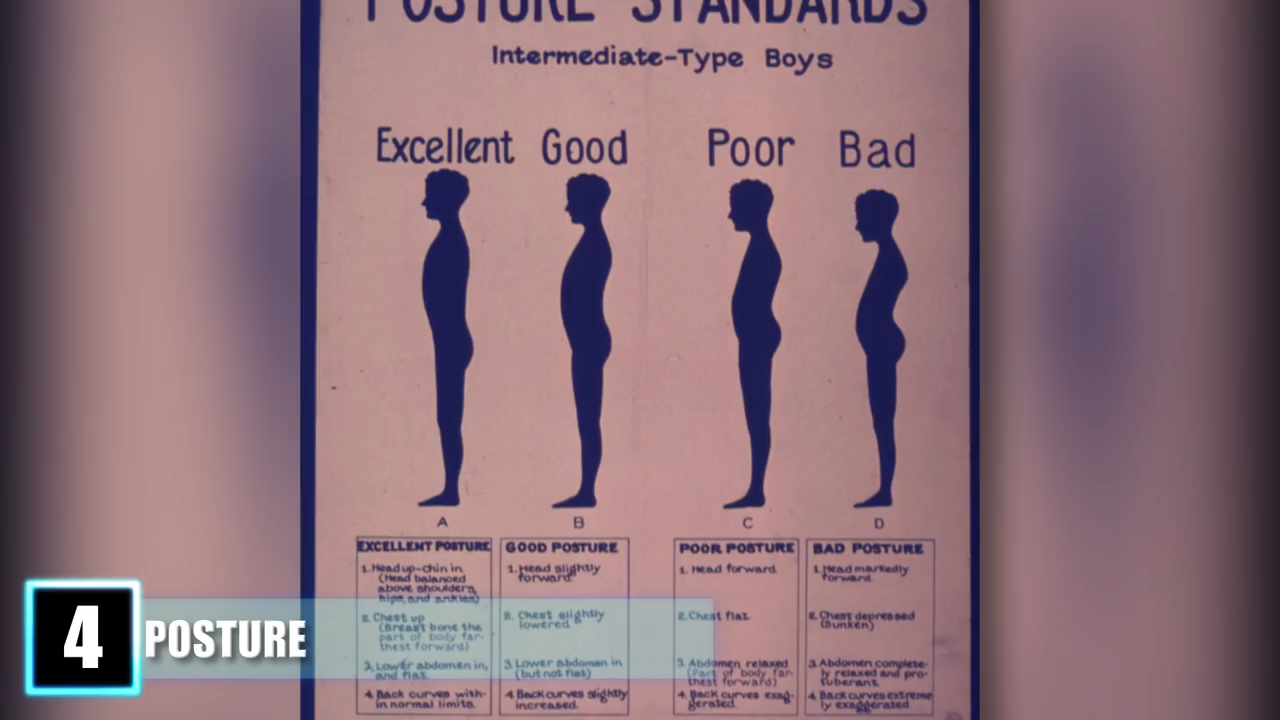 POSTURE STANDARDS
Intermediate-Type Boys
Excellent Good Poor Bad
A B C D
EXCELLENT POSTURE
1. Head up-chin in
(Head balanced
above shoulders,
hips, and ankles)
2. Chest up
(Breast bone the
part of body far-
thest forward)
3. Lower abdomen in,
and flat.
4. Back curves with-
in normal limits.
GOOD POSTURE
1. Head slightly
forward.
2. Chest slightly
lowered.
3. Lower abdomen in
(but not flat)
4. Back curves slightly
increased.
POOR POSTURE
1. Head forward.
2. Chest flat.
3. Abdomen relaxed
(Part of body far-
thest forward)
4. Back curves exag-
gerated.
BAD POSTURE
1. Head markedly
forward.
2. Chest depressed
(Sunken)
3. Abdomen complete-
ly relaxed and pro-
tuberant.
4. Back curves extreme
ly exaggerated.
4 POSTURE